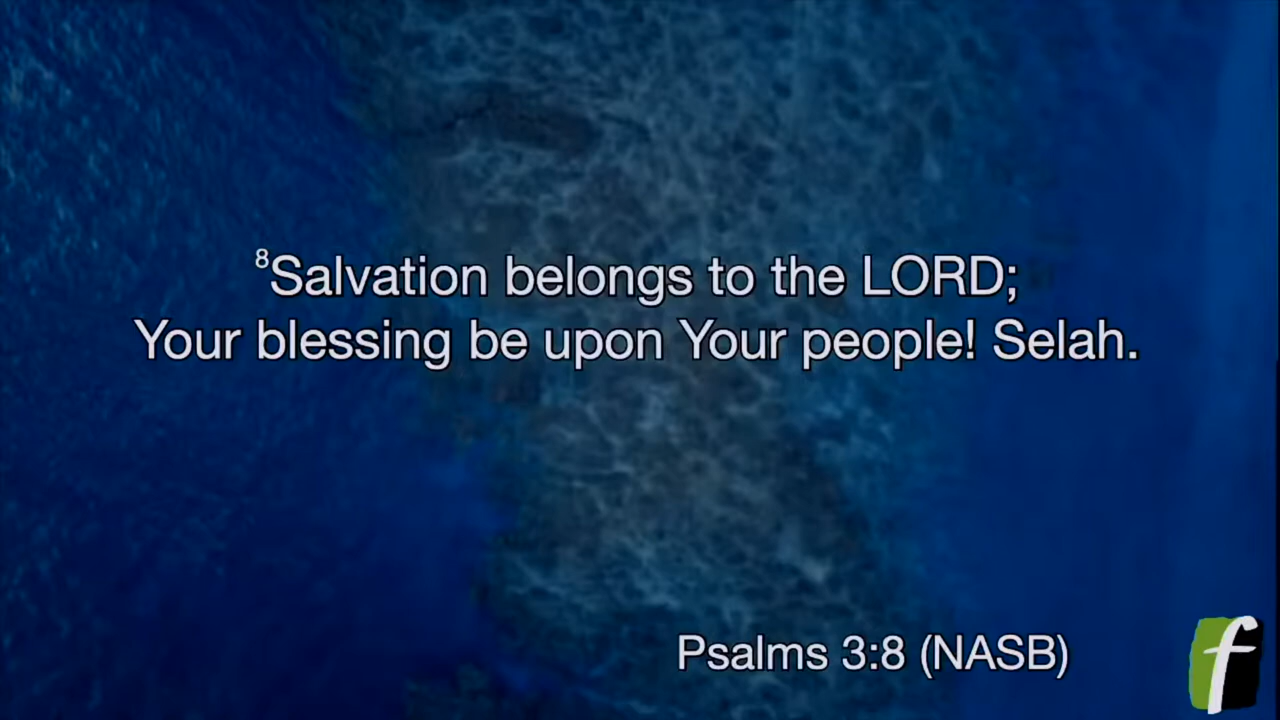 ⁸Salvation belongs to the LORD;
Your blessing be upon Your people! Selah.
Psalms 3:8 (NASB)
f